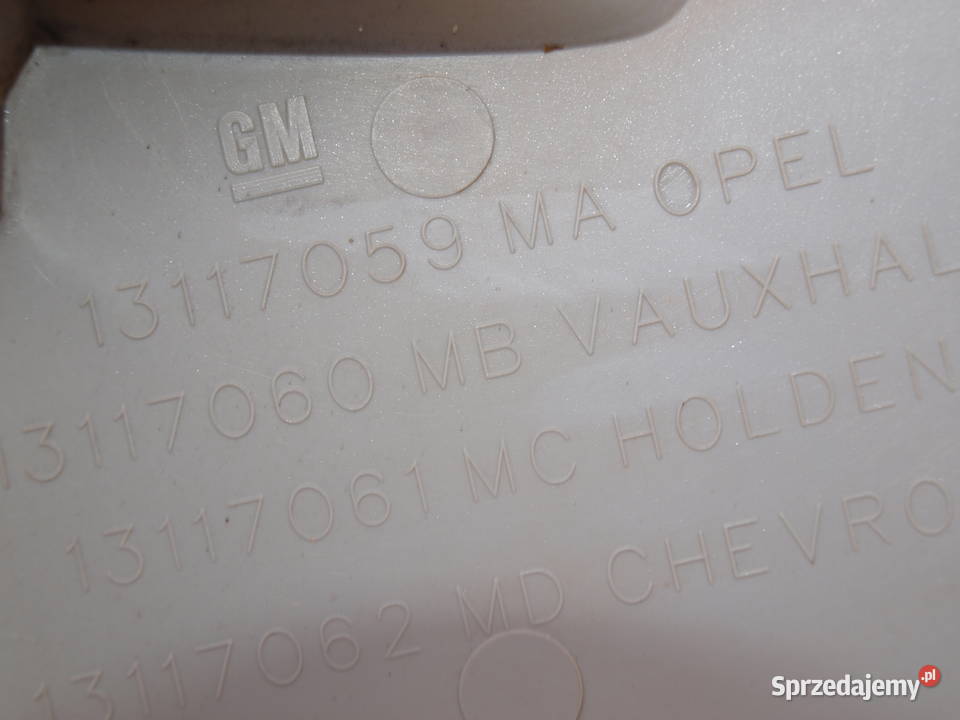 GM
13117059 MA OPEL
13117060 MB VAUXHAL
13117061 MC HOLDEN
13117062 MD CHEVRO
Sprzedajemy.pl